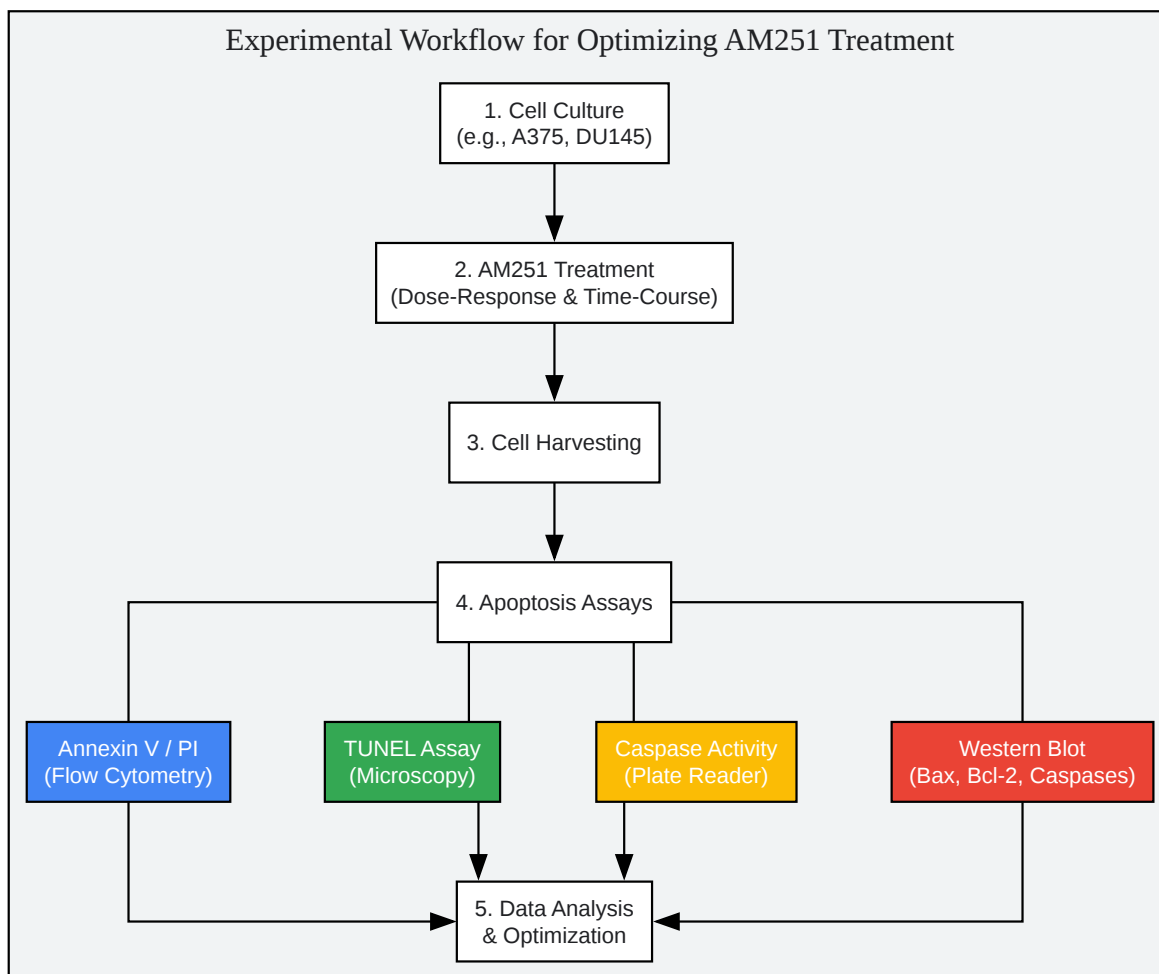 Experimental Workflow for Optimizing AM251 Treatment
1. Cell Culture
(e.g., A375, DU145)
2. AM251 Treatment
(Dose-Response & Time-Course)
3. Cell Harvesting
4. Apoptosis Assays
Annexin V / PI
(Flow Cytometry)
TUNEL Assay
(Microscopy)
Caspase Activity
(Plate Reader)
Western Blot
(Bax, Bcl-2, Caspases)
5. Data Analysis
& Optimization